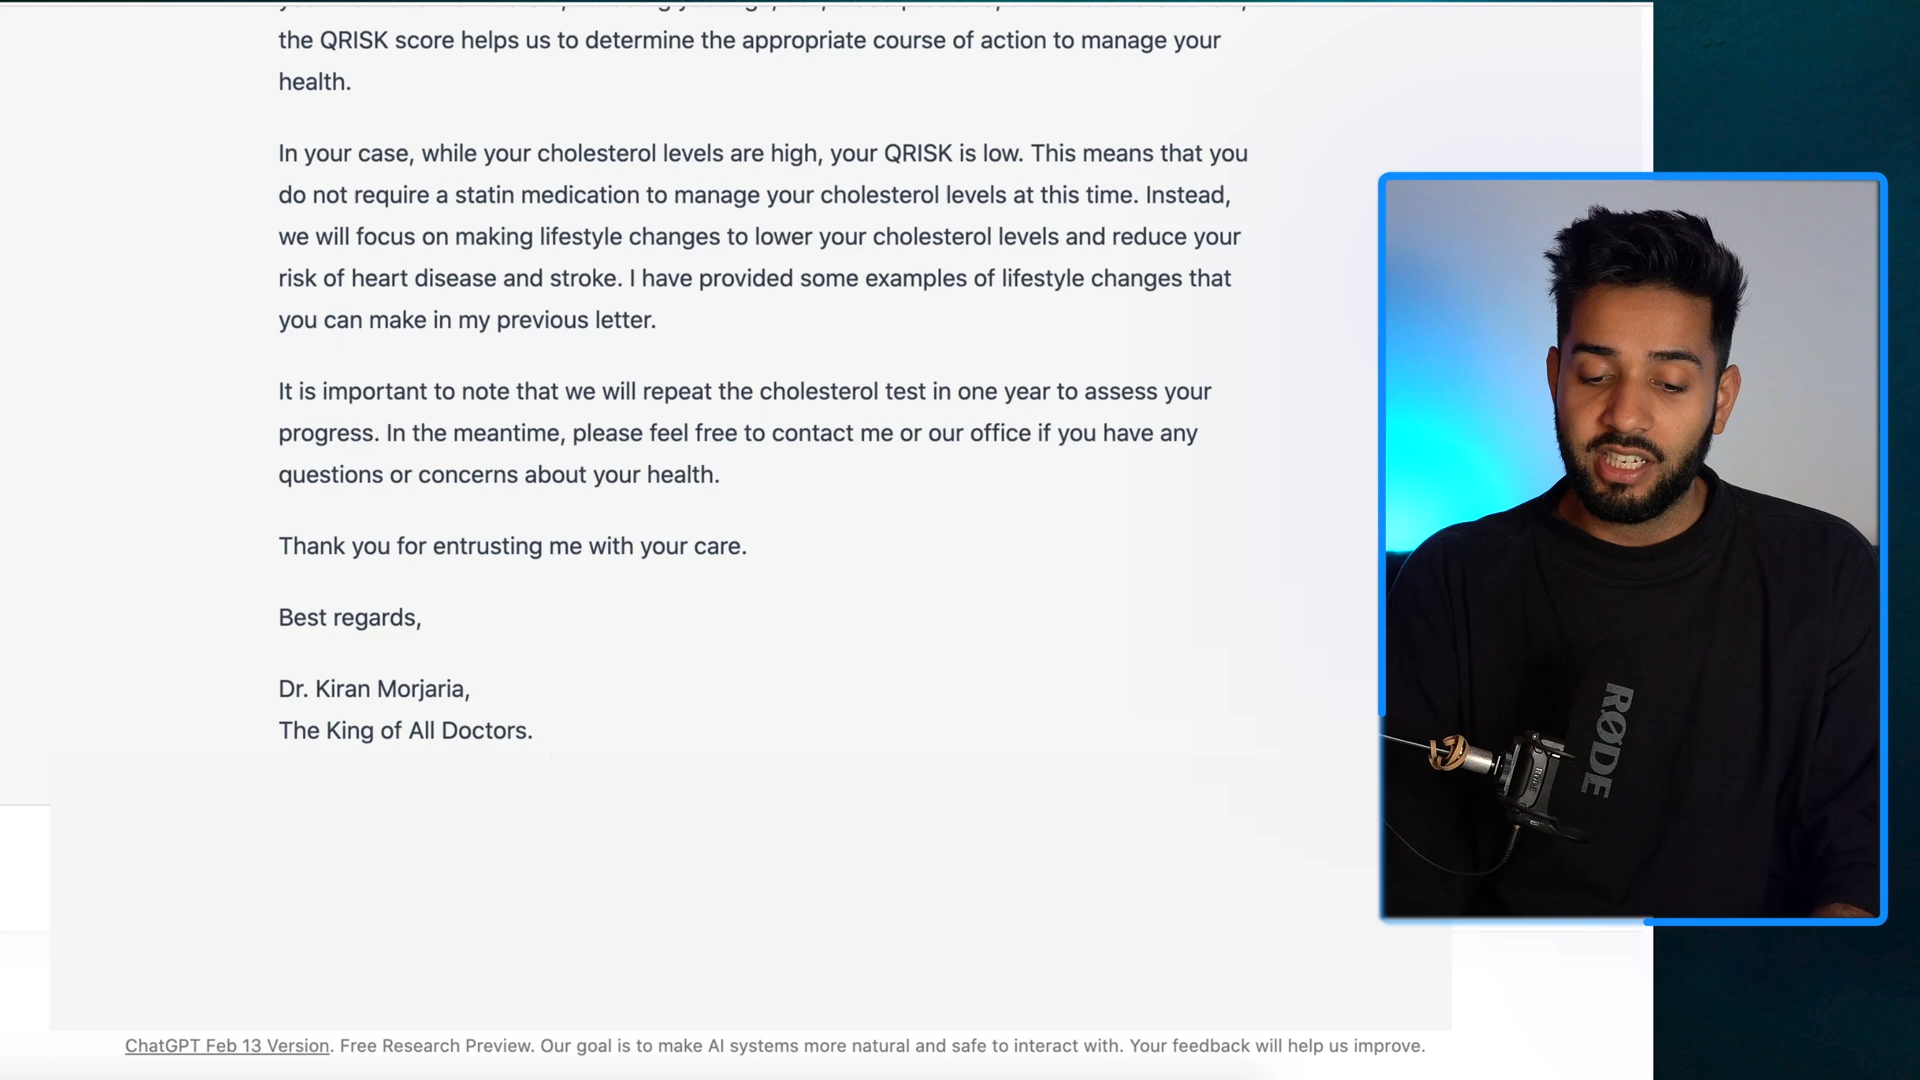 the QRISK score helps us to determine the appropriate course of action to manage your
health.
In your case, while your cholesterol levels are high, your QRISK is low. This means that you
do not require a statin medication to manage your cholesterol levels at this time. Instead,
we will focus on making lifestyle changes to lower your cholesterol levels and reduce your
risk of heart disease and stroke. I have provided some examples of lifestyle changes that
you can make in my previous letter.
It is important to note that we will repeat the cholesterol test in one year to assess your
progress. In the meantime, please feel free to contact me or our office if you have any
questions or concerns about your health.
Thank you for entrusting me with your care.
Best regards,
Dr. Kiran Morjaria,
The King of All Doctors.
RØDE
RØDE
ChatGPT Feb 13 Version. Free Research Preview. Our goal is to make AI systems more natural and safe to interact with. Your feedback will help us improve.